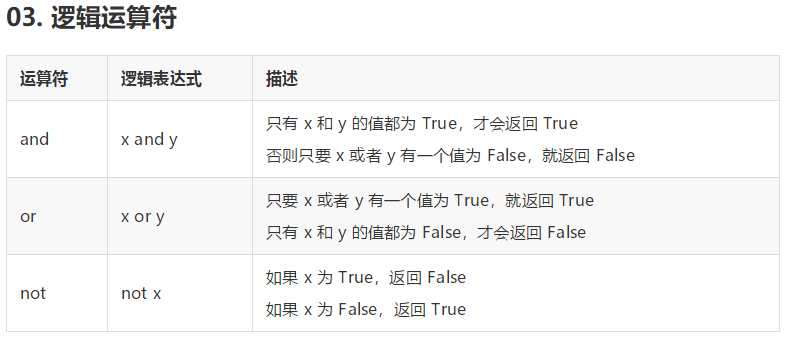 03. 逻辑运算符
运算符 逻辑表达式 描述
and x and y 只有 x 和 y 的值都为 True，才会返回 True
否则只要 x 或者 y 有一个值为 False，就返回 False
or x or y 只要 x 或者 y 有一个值为 True，就返回 True
只有 x 和 y 的值都为 False，才会返回 False
not not x 如果 x 为 True，返回 False
如果 x 为 False，返回 True